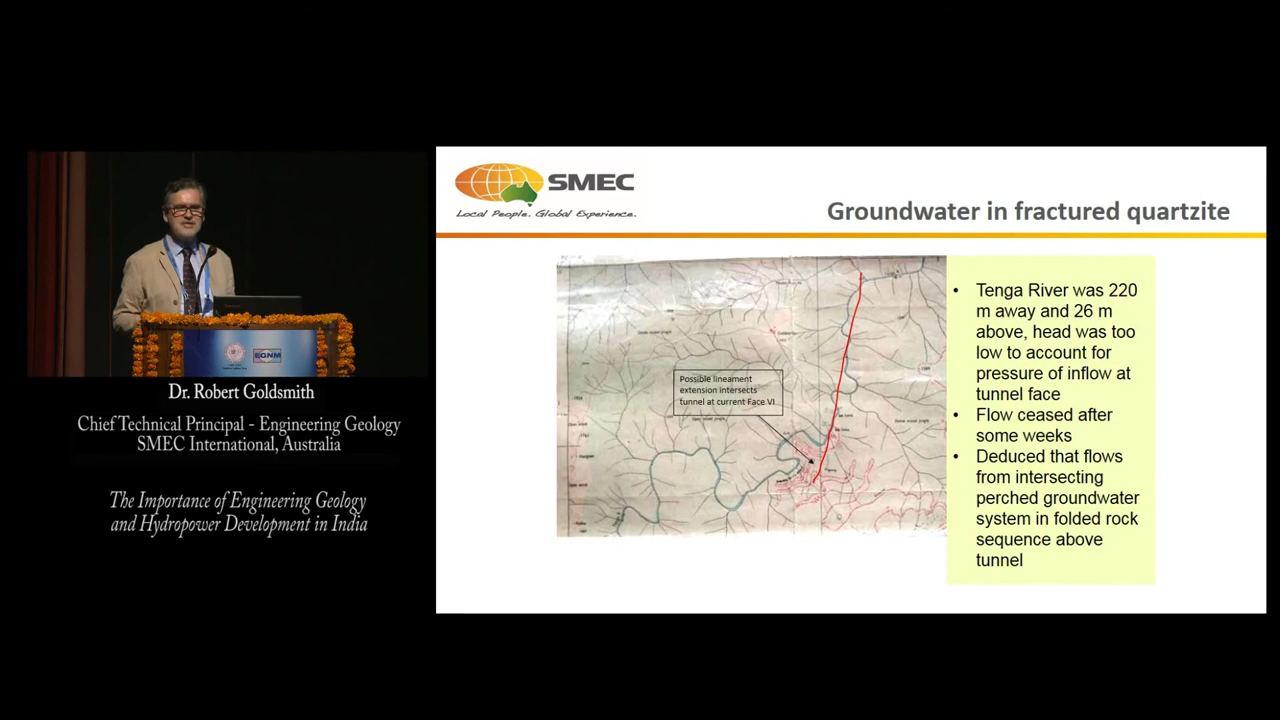 SMEC
Local People. Global Experience.
Groundwater in fractured quartzite
Possible lineament
extension intersects
tunnel at current Face VI
• Tenga River was 220
m away and 26 m
above, head was too
low to account for
pressure of inflow at
tunnel face
• Flow ceased after
some weeks
• Deduced that flows
from intersecting
perched groundwater
system in folded rock
sequence above
tunnel
EGNM
Dr. Robert Goldsmith
Chief Technical Principal - Engineering Geology
SMEC International, Australia
The Importance of Engineering Geology
and Hydropower Development in India